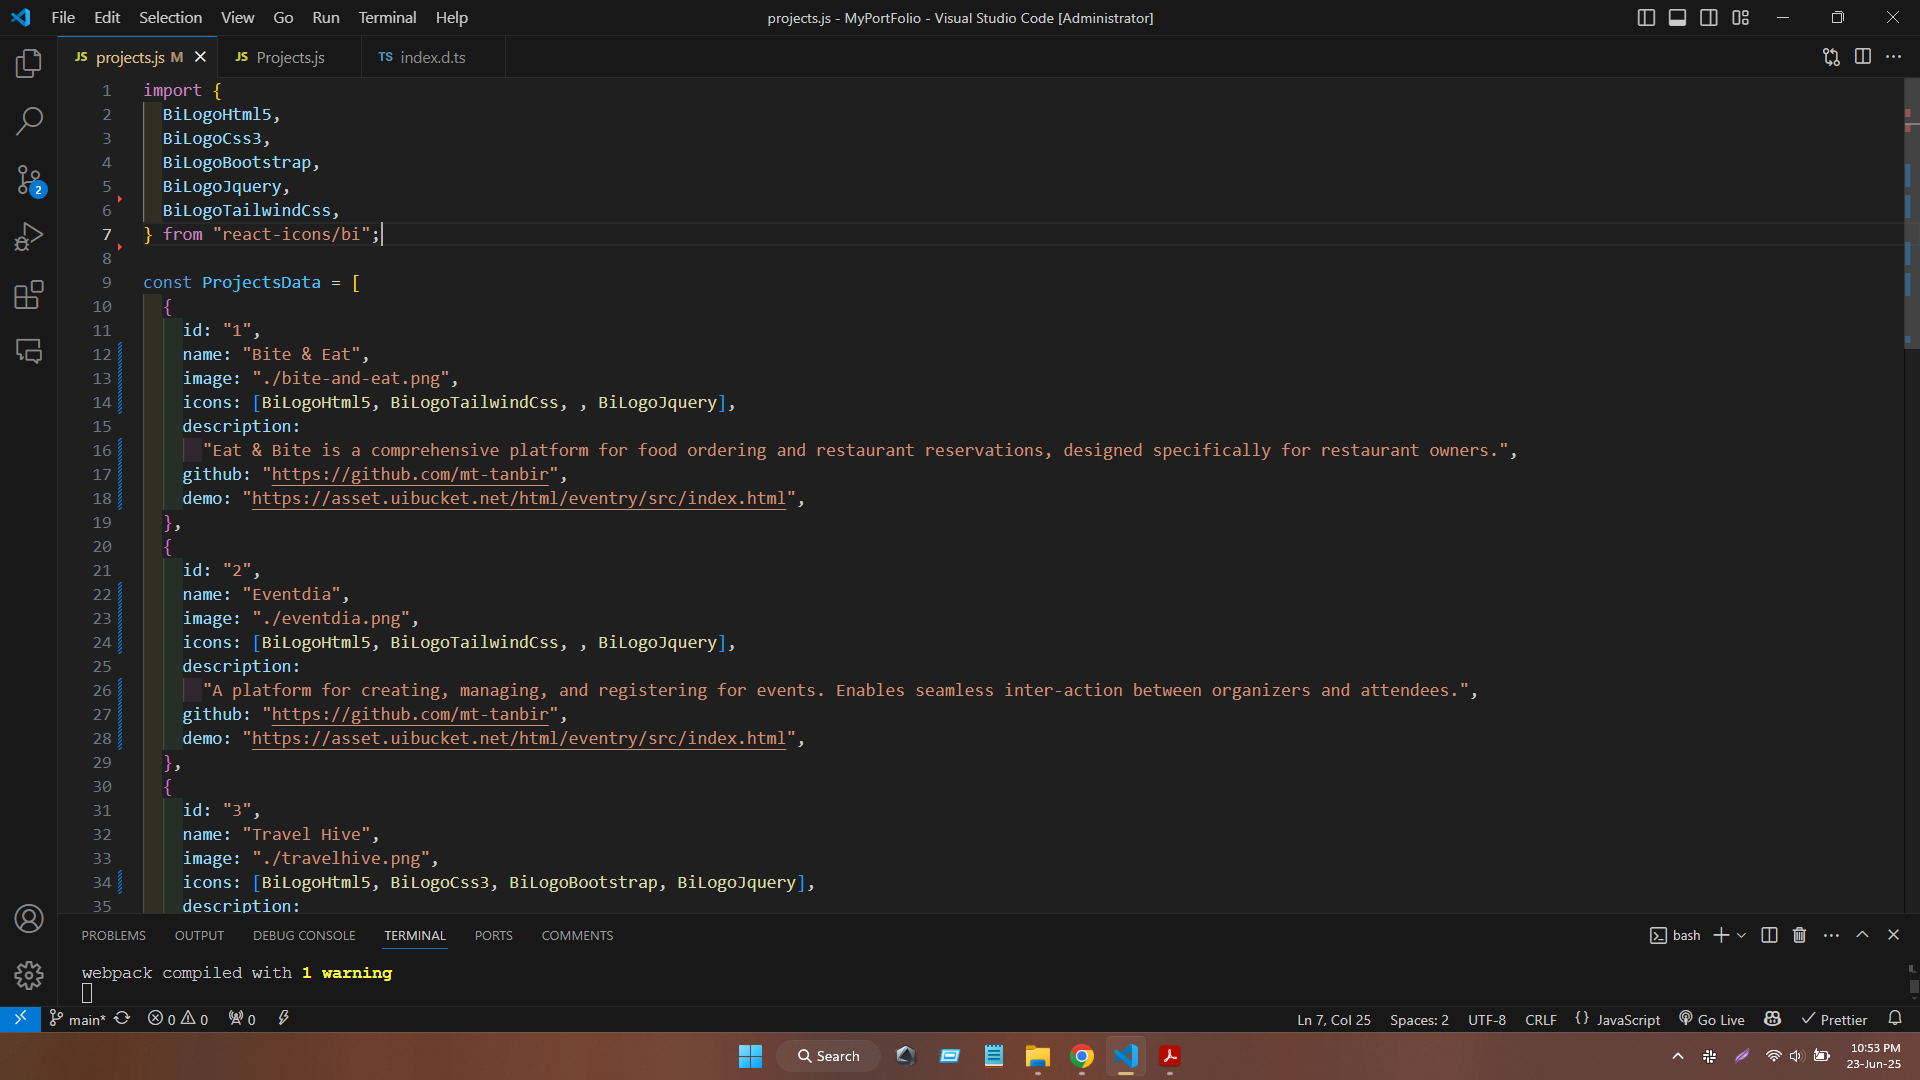 File Edit Selection View Go Run Terminal Help
projects.js - MyPortFolio - Visual Studio Code [Administrator]
JS projects.js M
JS Projects.js
TS index.d.ts
1 import {
2 BiLogoHtml5,
3 BiLogoCss3,
4 BiLogoBootstrap,
5 BiLogoJquery,
6 BiLogoTailwindCss,
7 } from "react-icons/bi";
8
9 const ProjectsData = [
10 {
11 id: "1",
12 name: "Bite & Eat",
13 image: "./bite-and-eat.png",
14 icons: [BiLogoHtml5, BiLogoTailwindCss, , BiLogoJquery],
15 description:
16 "Eat & Bite is a comprehensive platform for food ordering and restaurant reservations, designed specifically for restaurant owners.",
17 github: "https://github.com/mt-tanbir",
18 demo: "https://asset.uibucket.net/html/eventry/src/index.html",
19 },
20 {
21 id: "2",
22 name: "Eventdia",
23 image: "./eventdia.png",
24 icons: [BiLogoHtml5, BiLogoTailwindCss, , BiLogoJquery],
25 description:
26 "A platform for creating, managing, and registering for events. Enables seamless inter-action between organizers and attendees.",
27 github: "https://github.com/mt-tanbir",
28 demo: "https://asset.uibucket.net/html/eventry/src/index.html",
29 },
30 {
31 id: "3",
32 name: "Travel Hive",
33 image: "./travelhive.png",
34 icons: [BiLogoHtml5, BiLogoCss3, BiLogoBootstrap, BiLogoJquery],
35 description:
2
PROBLEMS OUTPUT DEBUG CONSOLE TERMINAL PORTS COMMENTS
bash
webpack compiled with 1 warning
main* 0 0 0
Ln 7, Col 25 Spaces: 2 UTF-8 CRLF {} JavaScript Go Live Prettier
Search
10:53 PM
23-Jun-25